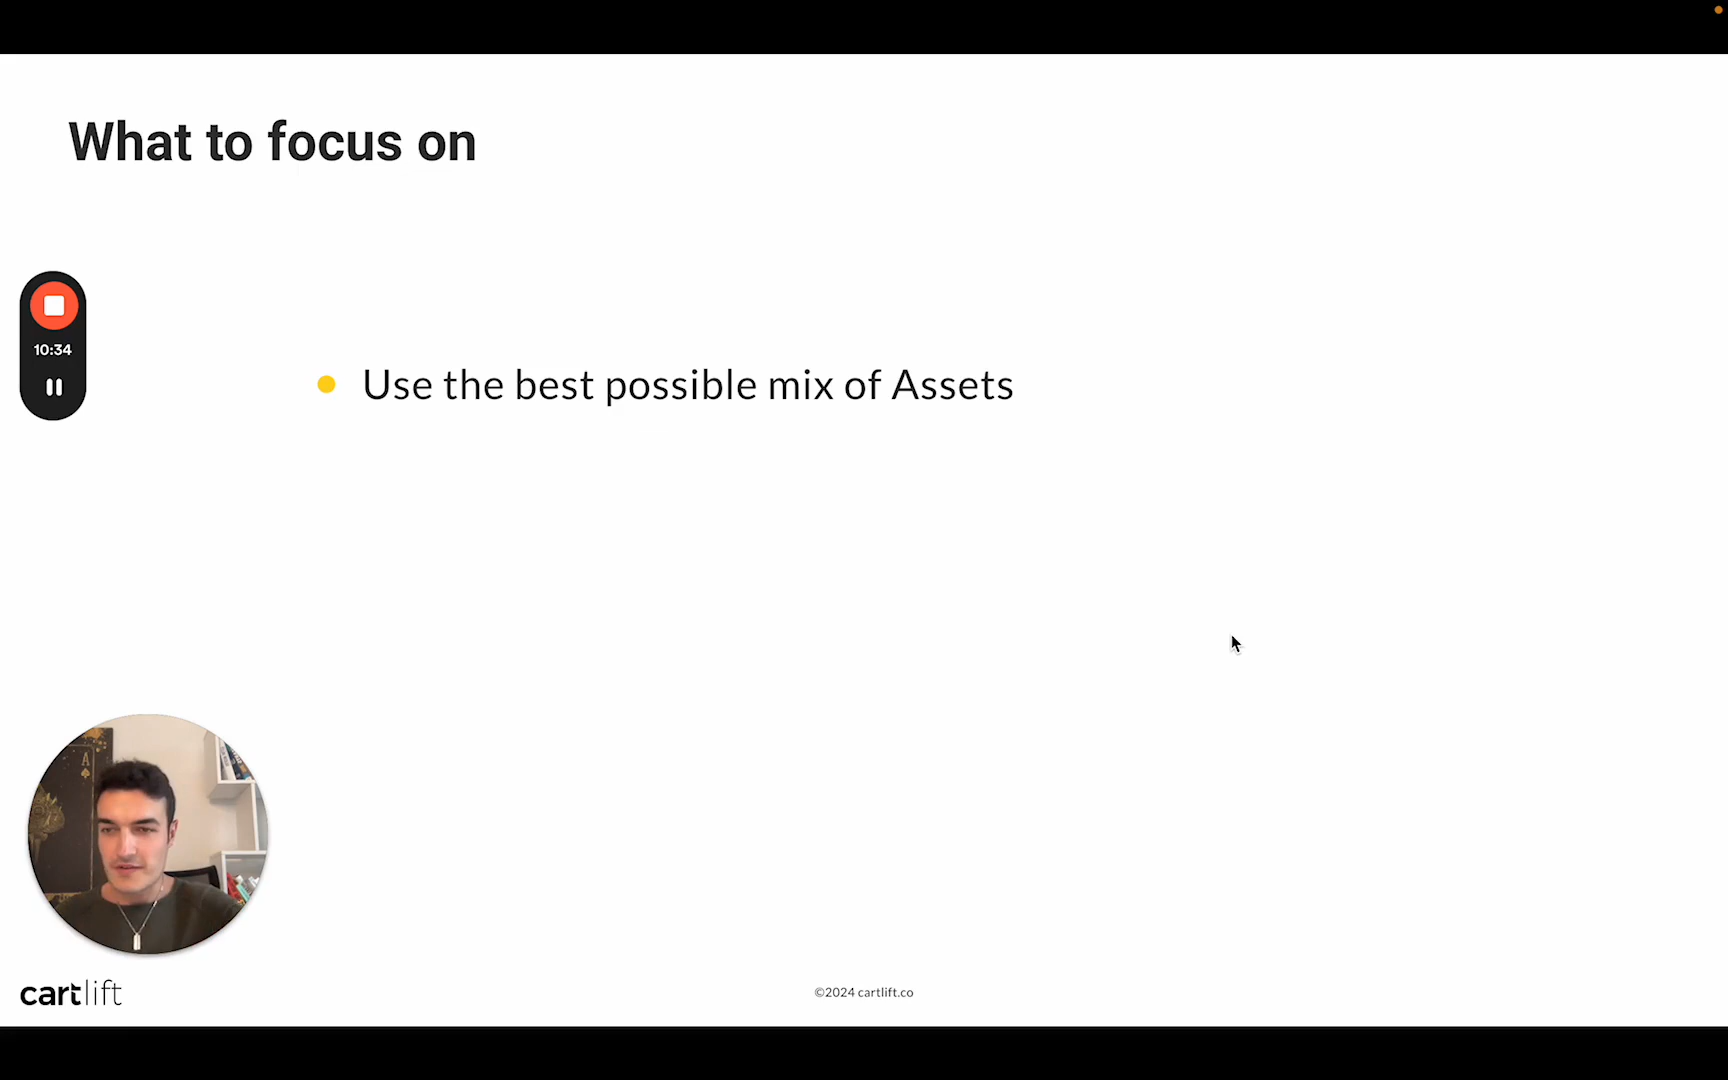 What to focus on
10:34
Use the best possible mix of Assets
A
cartlift
©2024 cartlift.co